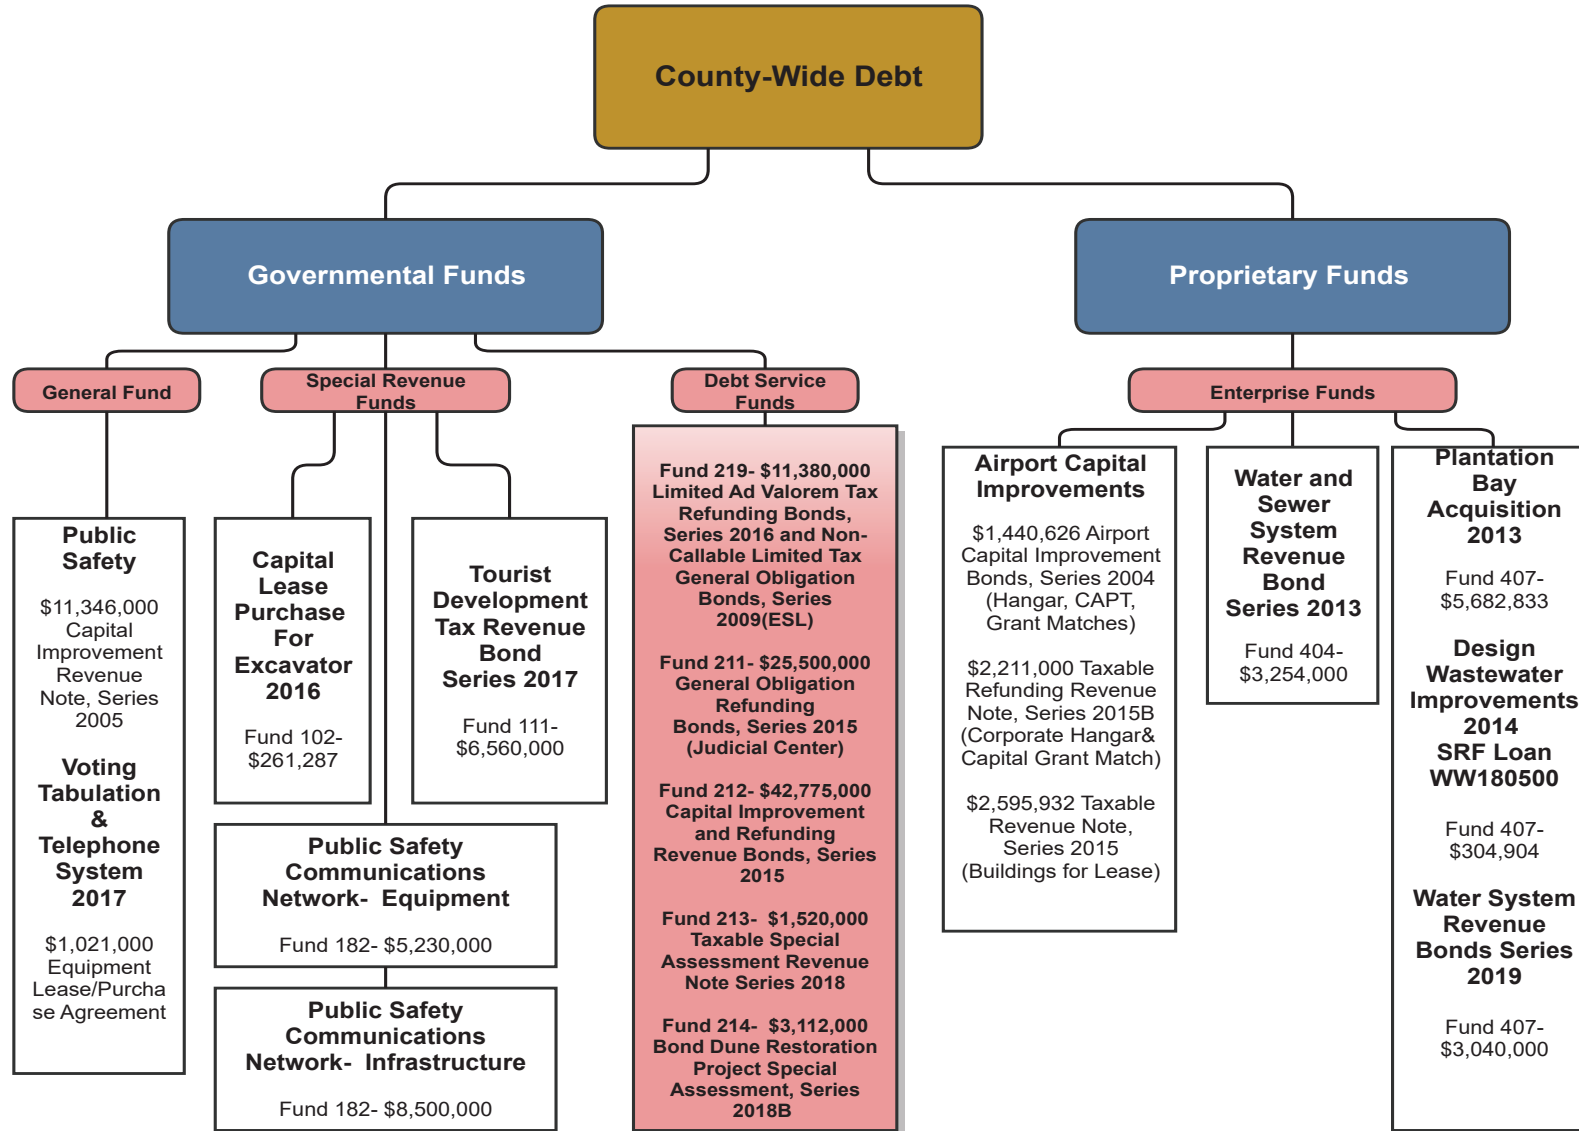 County-Wide Debt
Governmental Funds
Proprietary Funds
General Fund
Special Revenue
Funds
Debt Service
Funds
Enterprise Funds
Public
Safety
$11,346,000
Capital
Improvement
Revenue
Note, Series
2005
Voting
Tabulation
&
Telephone
System
2017
$1,021,000
Equipment
Lease/Purcha
se Agreement
Capital
Lease
Purchase
For
Excavator
2016
Fund 102-
$261,287
Tourist
Development
Tax Revenue
Bond
Series 2017
Fund 111-
$6,560,000
Public Safety
Communications
Network- Equipment
Fund 182- $5,230,000
Public Safety
Communications
Network- Infrastructure
Fund 182- $8,500,000
Fund 219- $11,380,000
Limited Ad Valorem Tax
Refunding Bonds,
Series 2016 and Non-
Callable Limited Tax
General Obligation
Bonds, Series
2009(ESL)
Fund 211- $25,500,000
General Obligation
Refunding
Bonds, Series 2015
(Judicial Center)
Fund 212- $42,775,000
Capital Improvement
and Refunding
Revenue Bonds, Series
2015
Fund 213- $1,520,000
Taxable Special
Assessment Revenue
Note Series 2018
Fund 214- $3,112,000
Bond Dune Restoration
Project Special
Assessment, Series
2018B
Airport Capital
Improvements
$1,440,626 Airport
Capital Improvement
Bonds, Series 2004
(Hangar, CAPT,
Grant Matches)
$2,211,000 Taxable
Refunding Revenue
Note, Series 2015B
(Corporate Hangar&
Capital Grant Match)
$2,595,932 Taxable
Revenue Note,
Series 2015
(Buildings for Lease)
Water and
Sewer
System
Revenue
Bond
Series 2013
Fund 404-
$3,254,000
Plantation
Bay
Acquisition
2013
Fund 407-
$5,682,833
Design
Wastewater
Improvements
2014
SRF Loan
WW180500
Fund 407-
$304,904
Water System
Revenue
Bonds Series
2019
Fund 407-
$3,040,000